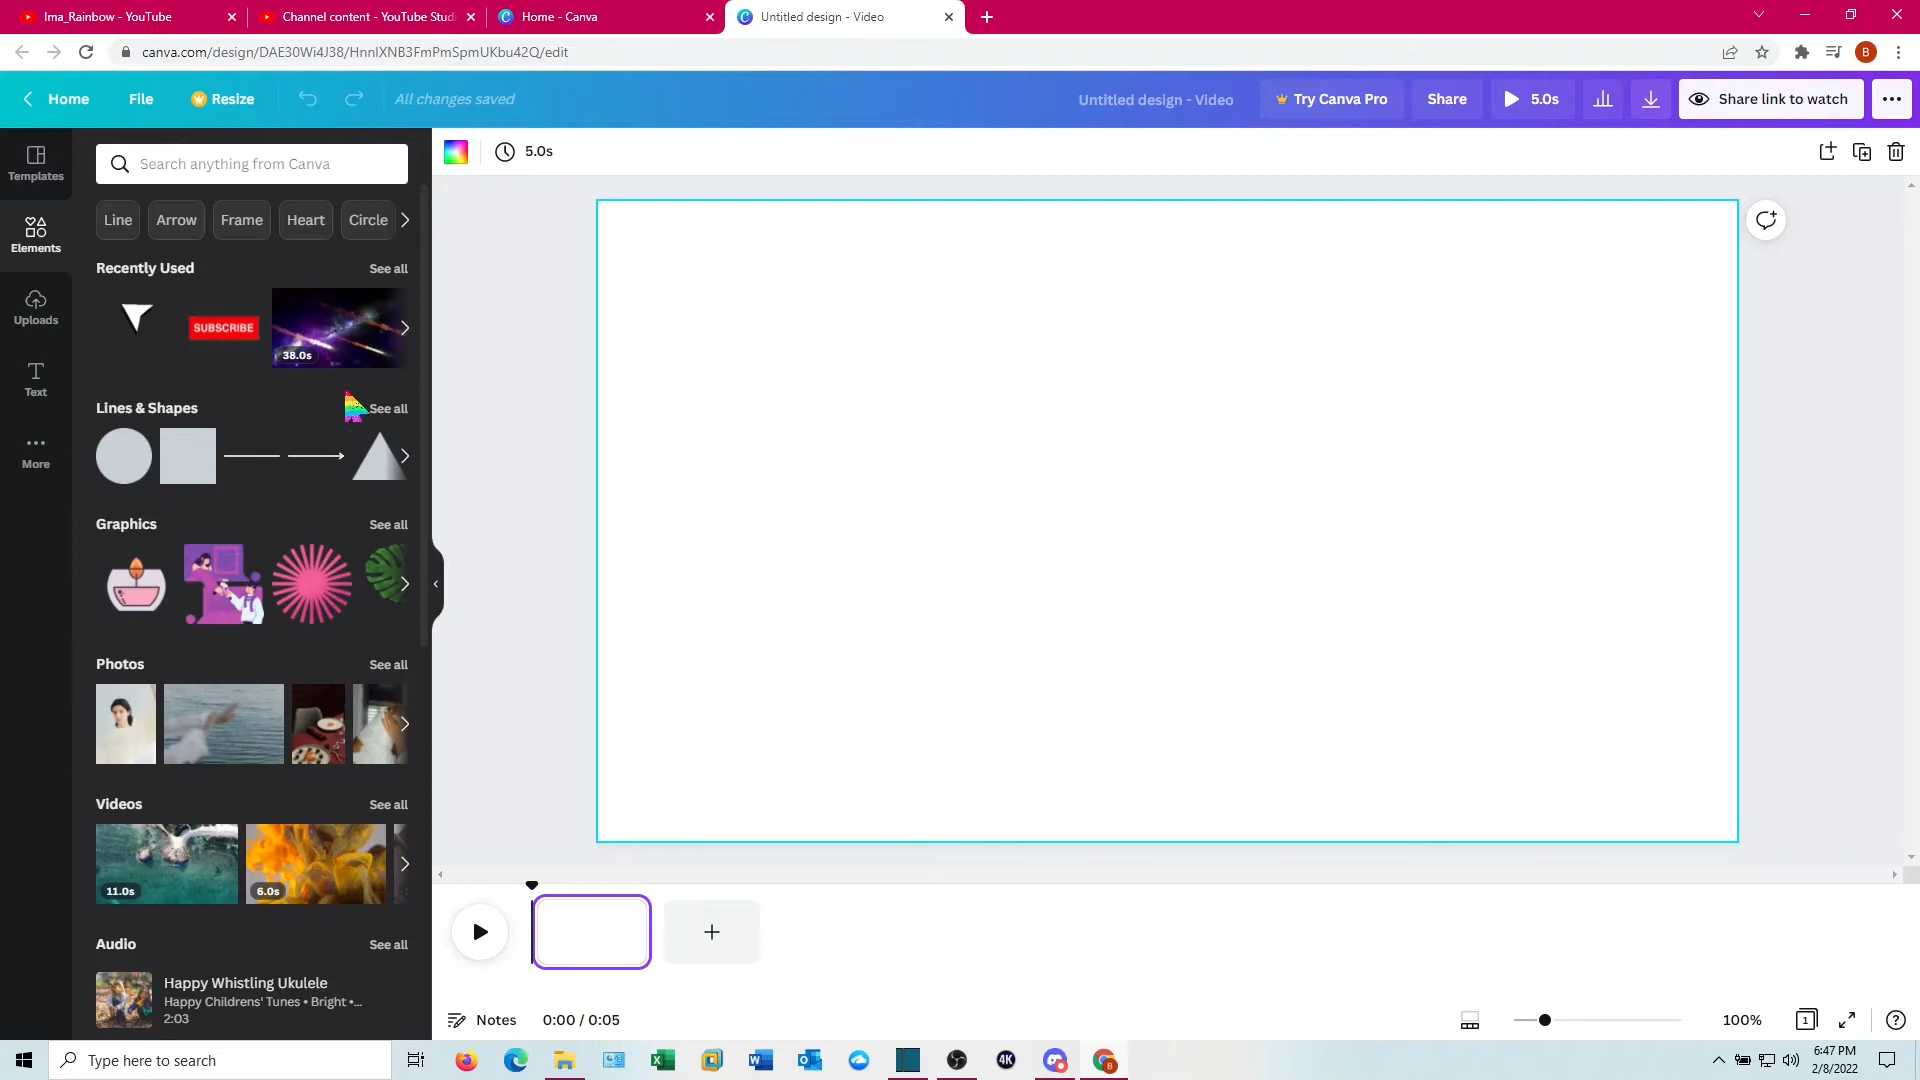 Ima_Rainbow - YouTube
Channel content - YouTube Studi
Home - Canva
Untitled design - Video
canva.com/design/DAE30Wi4J38/HnnlXNB3FmPmSpmUKbu42Q/edit
B
Home
File
Resize
All changes saved
Untitled design - Video
Try Canva Pro
Share
5.0s
Share link to watch
Templates
Elements
Uploads
Text
More
Search anything from Canva
Line
Arrow
Frame
Heart
Circle
Recently Used
See all
SUBSCRIBE
38.0s
Lines & Shapes
See all
Graphics
See all
Photos
See all
Videos
See all
11.0s
6.0s
Audio
See all
Happy Whistling Ukulele
Happy Childrens' Tunes • Bright •...
2:03
5.0s
Notes
0:00 / 0:05
100%
1
Type here to search
4K
B
6:47 PM
2/8/2022